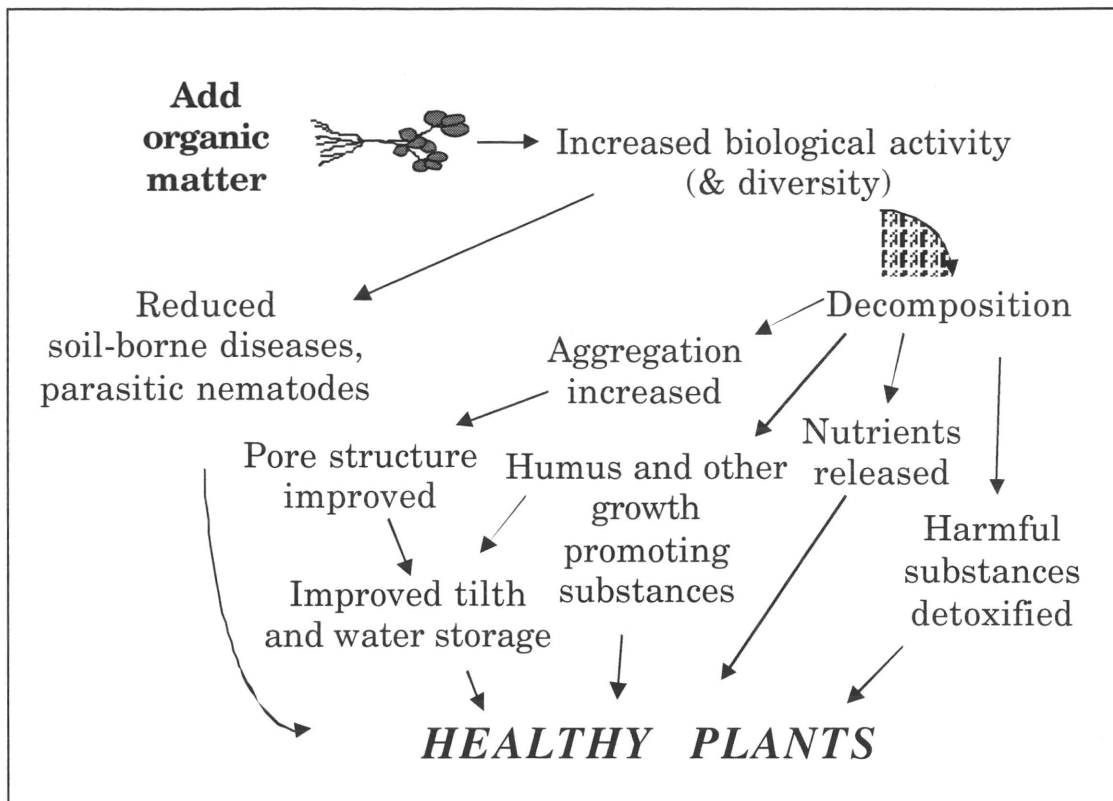 Add
organic
matter
Increased biological activity
(& diversity)
Decomposition
Reduced
soil-borne diseases,
parasitic nematodes
Aggregation
increased
Pore structure
improved
Humus and other
growth
promoting
substances
Nutrients
released
Harmful
substances
detoxified
Improved tilth
and water storage
HEALTHY PLANTS